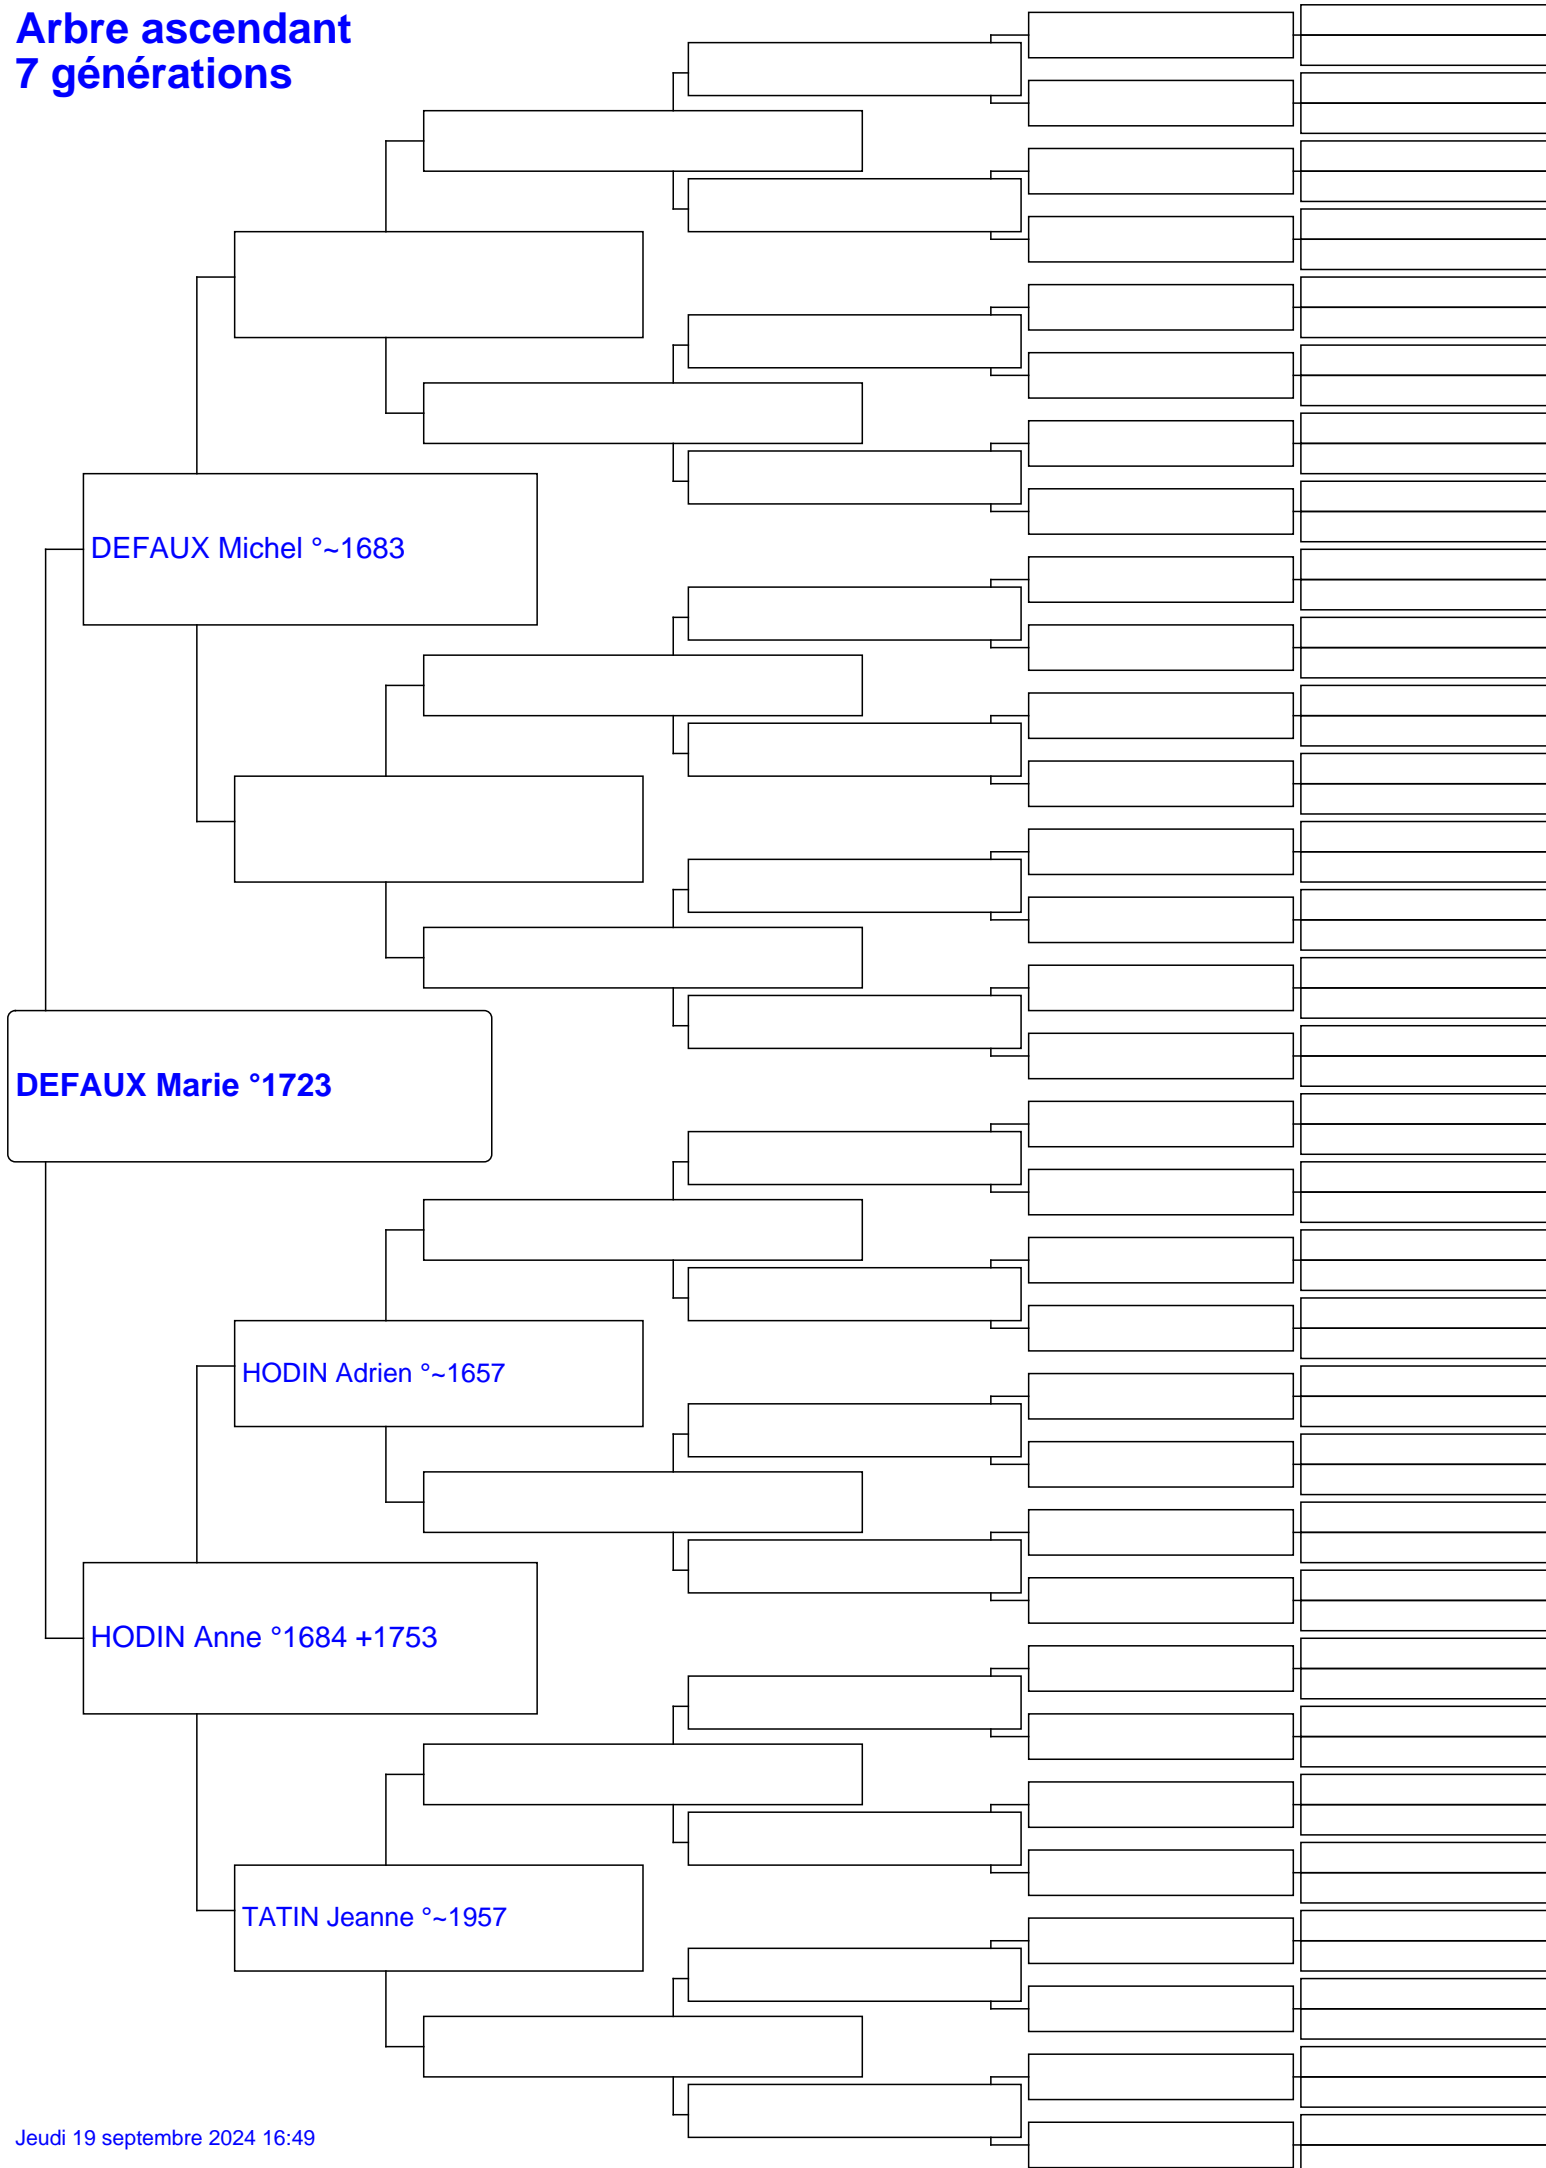 Arbre ascendant
7 générations
DEFAUX Michel °~1683
DEFAUX Marie °1723
HODIN Adrien °~1657
HODIN Anne °1684 +1753
TATIN Jeanne °~1957
Jeudi 19 septembre 2024 16:49